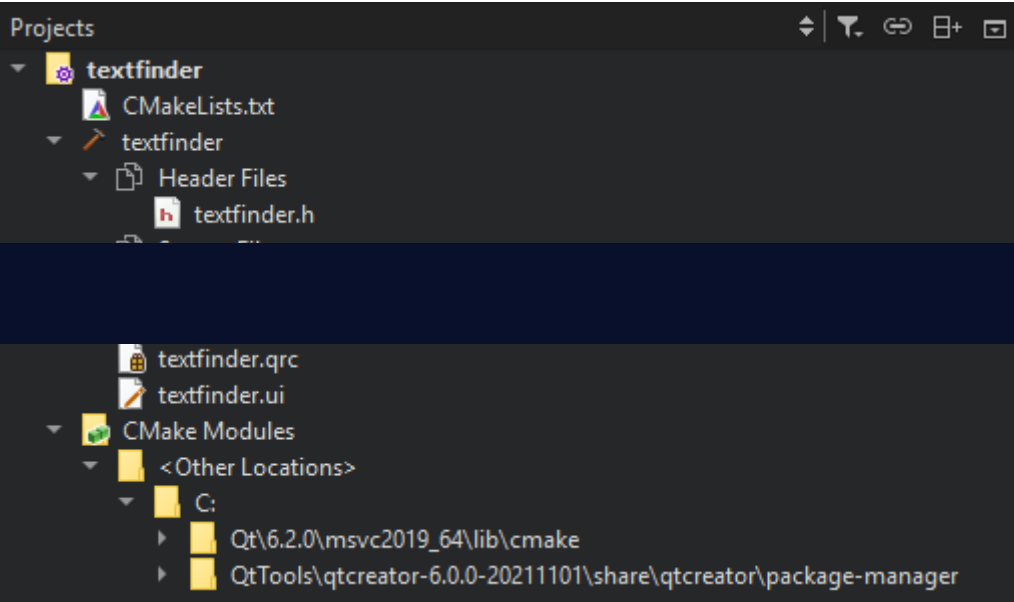 Projects
textfinder
CMakeLists.txt
textfinder
Header Files
textfinder.h
textfinder.qrc
textfinder.ui
CMake Modules
<Other Locations>
C:
Qt\6.2.0\msvc2019_64\lib\cmake
QtTools\qtcreator-6.0.0-20211101\share\qtcreator\package-manager